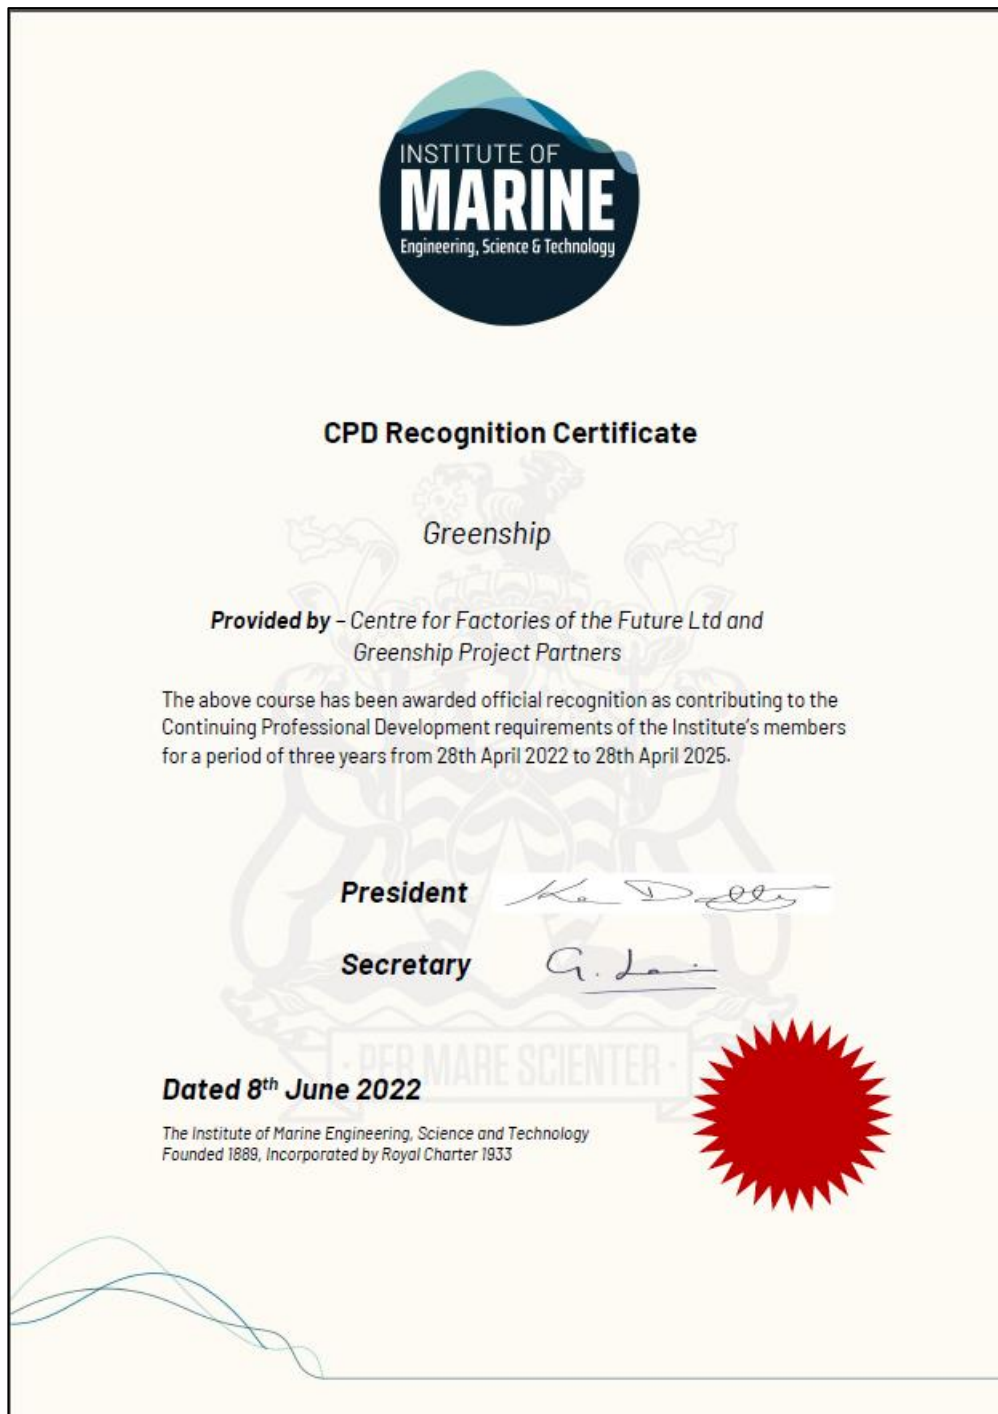 INSTITUTE OF
MARINE
Engineering, Science & Technology
CPD Recognition Certificate
Greenship
Provided by – Centre for Factories of the Future Ltd and
Greenship Project Partners
The above course has been awarded official recognition as contributing to the
Continuing Professional Development requirements of the Institute's members
for a period of three years from 28th April 2022 to 28th April 2025.
President
Secretary
· PER MARE SCIENTER ·
Dated 8th June 2022
The Institute of Marine Engineering, Science and Technology
Founded 1889, Incorporated by Royal Charter 1933